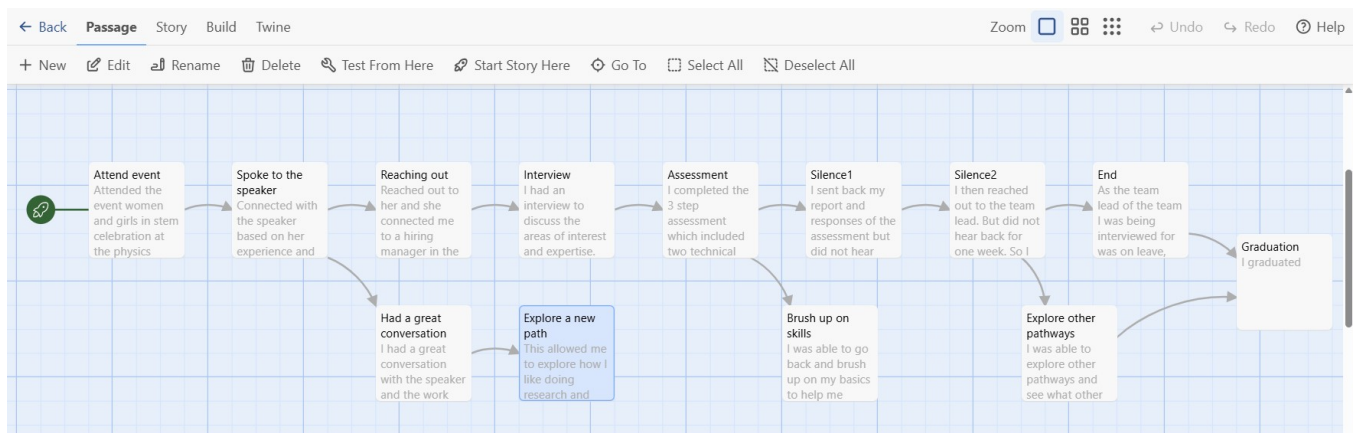 Back Passage Story Build Twine Zoom Undo Redo Help
New Edit Rename Delete Test From Here Start Story Here Go To Select All Deselect All
Attend event
Attended the
event women
and girls in stem
celebration at
the physics
Spoke to the
speaker
Connected with
the speaker
based on her
experience and
Reaching out
Reached out to
her and she
connected me
to a hiring
manager in the
Interview
I had an
interview to
discuss the
areas of interest
and expertise.
Assessment
I completed the
3 step
assessment
which included
two technical
Silence1
I sent back my
report and
responses of the
assessment but
did not hear
Silence2
I then reached
out to the team
lead. But did not
hear back for
one week. So I
End
As the team
lead of the team
I was being
interviewed for
was on leave,
Graduation
I graduated
Had a great
conversation
I had a great
conversation
with the speaker
and the work
Explore a new
path
This allowed me
to explore how I
like doing
research and
Brush up on
skills
I was able to go
back and brush
up on my basics
to help me
Explore other
pathways
I was able to
explore other
pathways and
see what other